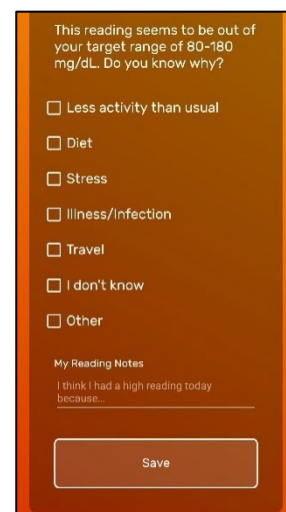 This reading seems to be out of
your target range of 80-180
mg/dL. Do you know why?
Less activity than usual
Diet
Stress
Illness/Infection
Travel
I don't know
Other
My Reading Notes
I think I had a high reading today
because...
Save